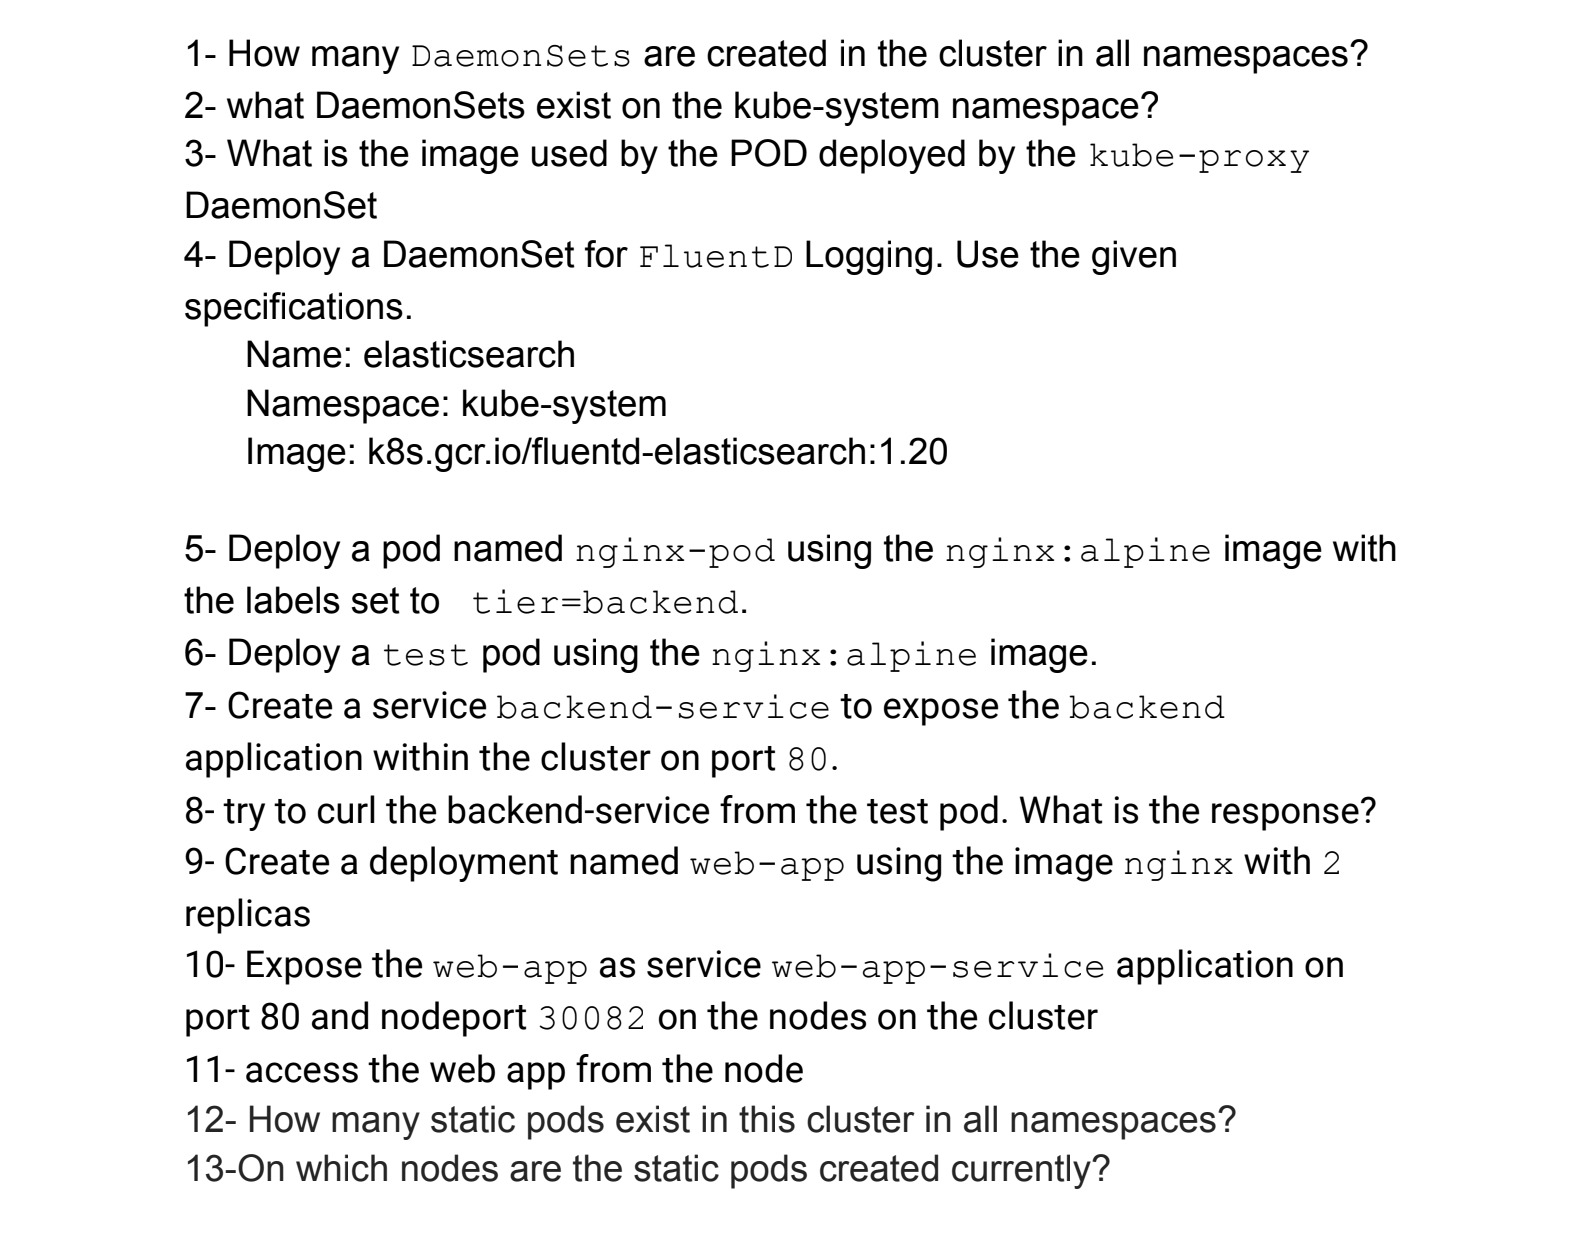 1- How many DaemonSets are created in the cluster in all namespaces?
2- what DaemonSets exist on the kube-system namespace?
3- What is the image used by the POD deployed by the kube-proxy
DaemonSet
4- Deploy a DaemonSet for FluentD Logging. Use the given
specifications.
Name: elasticsearch
Namespace: kube-system
Image: k8s.gcr.io/fluentd-elasticsearch:1.20
5- Deploy a pod named nginx-pod using the nginx:alpine image with
the labels set to tier=backend.
6- Deploy a test pod using the nginx:alpine image.
7- Create a service backend-service to expose the backend
application within the cluster on port 80.
8- try to curl the backend-service from the test pod. What is the response?
9- Create a deployment named web-app using the image nginx with 2
replicas
10- Expose the web-app as service web-app-service application on
port 80 and nodeport 30082 on the nodes on the cluster
11- access the web app from the node
12- How many static pods exist in this cluster in all namespaces?
13-On which nodes are the static pods created currently?